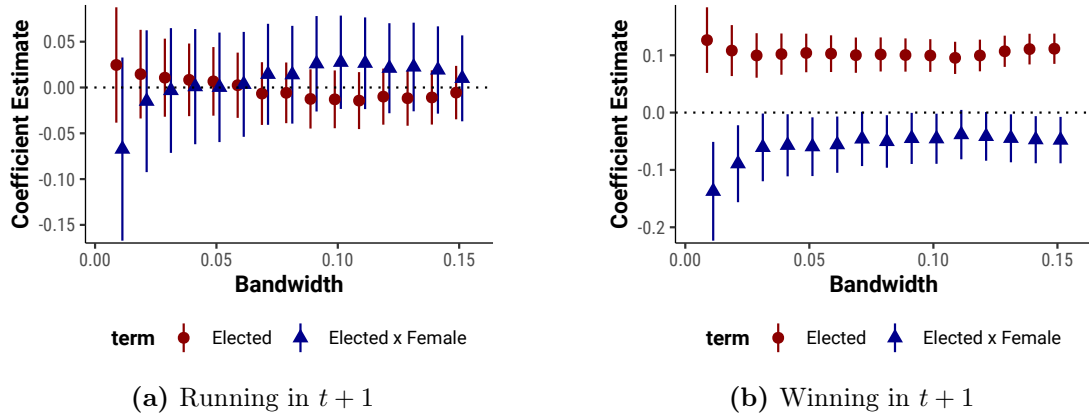 Coefficient Estimate
0.05
0.00
-0.05
-0.10
-0.15
0.00
0.05
0.10
0.15
Bandwidth
term Elected Elected x Female
(a) Running in t + 1
Coefficient Estimate
0.1
0.0
-0.1
-0.2
0.00
0.05
0.10
0.15
Bandwidth
term Elected Elected x Female
(b) Winning in t + 1